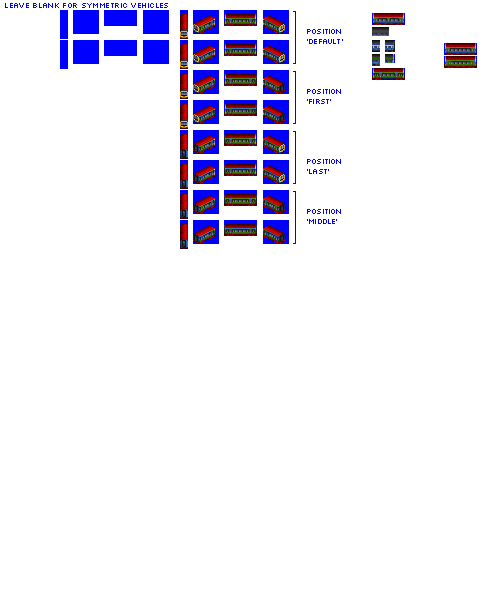 LEAVE BLANK FOR SYMMETRIC VEHICLES
POSITION
'DEFAULT'
POSITION
'FIRST'
POSITION
'LAST'
POSITION
'MIDDLE'